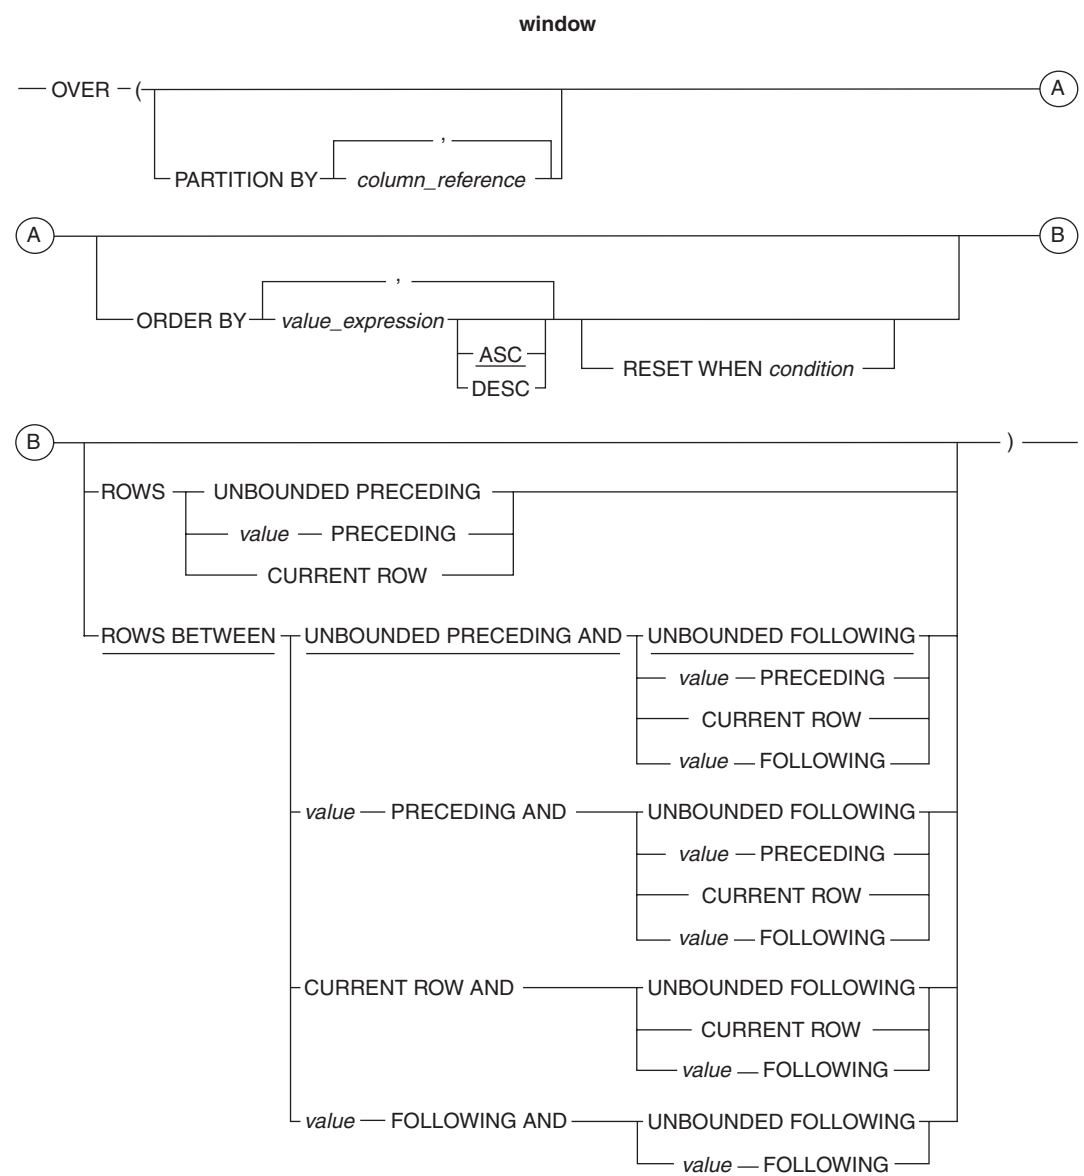 window
OVER ( A
,
PARTITION BY column_reference
A B
,
ORDER BY value_expression
ASC
RESET WHEN condition
DESC
B )
ROWS UNBOUNDED PRECEDING
value PRECEDING
CURRENT ROW
ROWS BETWEEN UNBOUNDED PRECEDING AND UNBOUNDED FOLLOWING
value PRECEDING
CURRENT ROW
value FOLLOWING
value PRECEDING AND UNBOUNDED FOLLOWING
value PRECEDING
CURRENT ROW
value FOLLOWING
CURRENT ROW AND UNBOUNDED FOLLOWING
CURRENT ROW
value FOLLOWING
value FOLLOWING AND UNBOUNDED FOLLOWING
value FOLLOWING